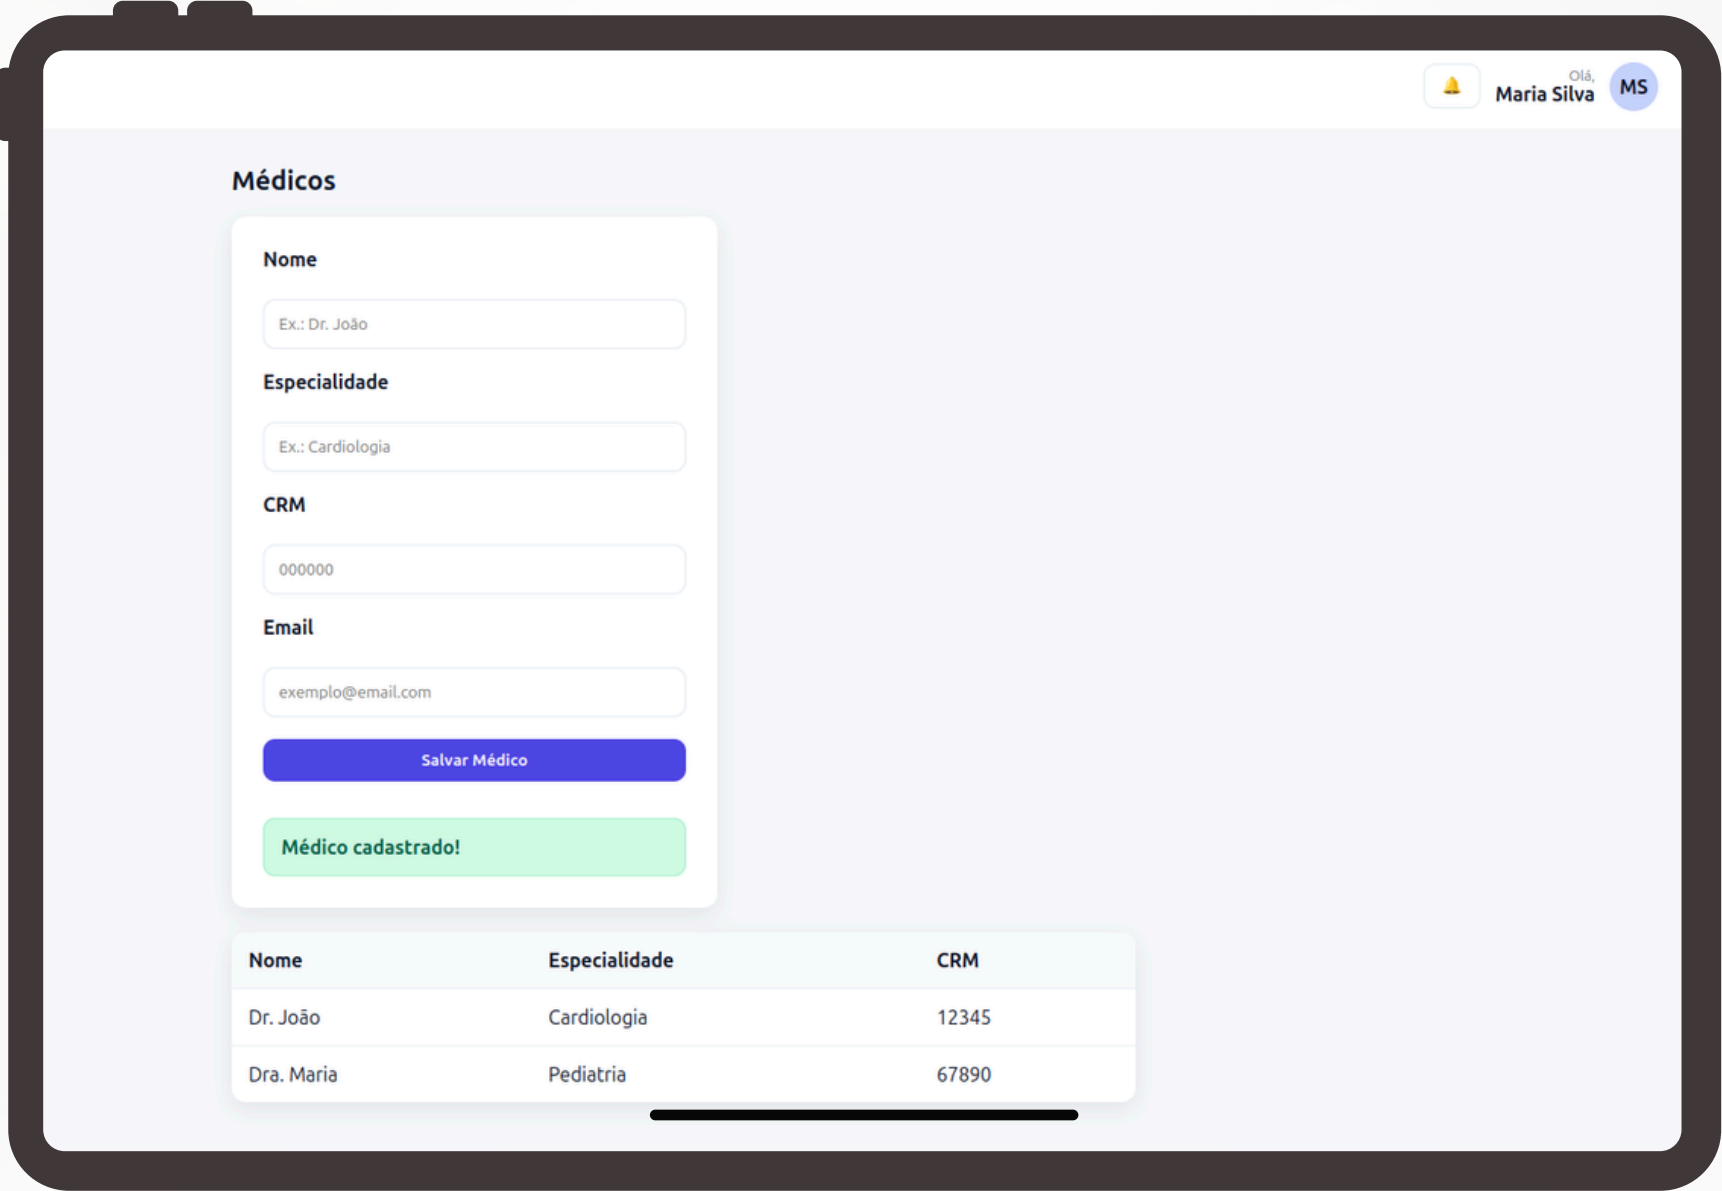 Olá,
Maria Silva
MS
Médicos
Nome
Ex.: Dr. João
Especialidade
Ex.: Cardiologia
CRM
000000
Email
exemplo@email.com
Salvar Médico
Médico cadastrado!
Nome Especialidade CRM
Dr. João Cardiologia 12345
Dra. Maria Pediatria 67890